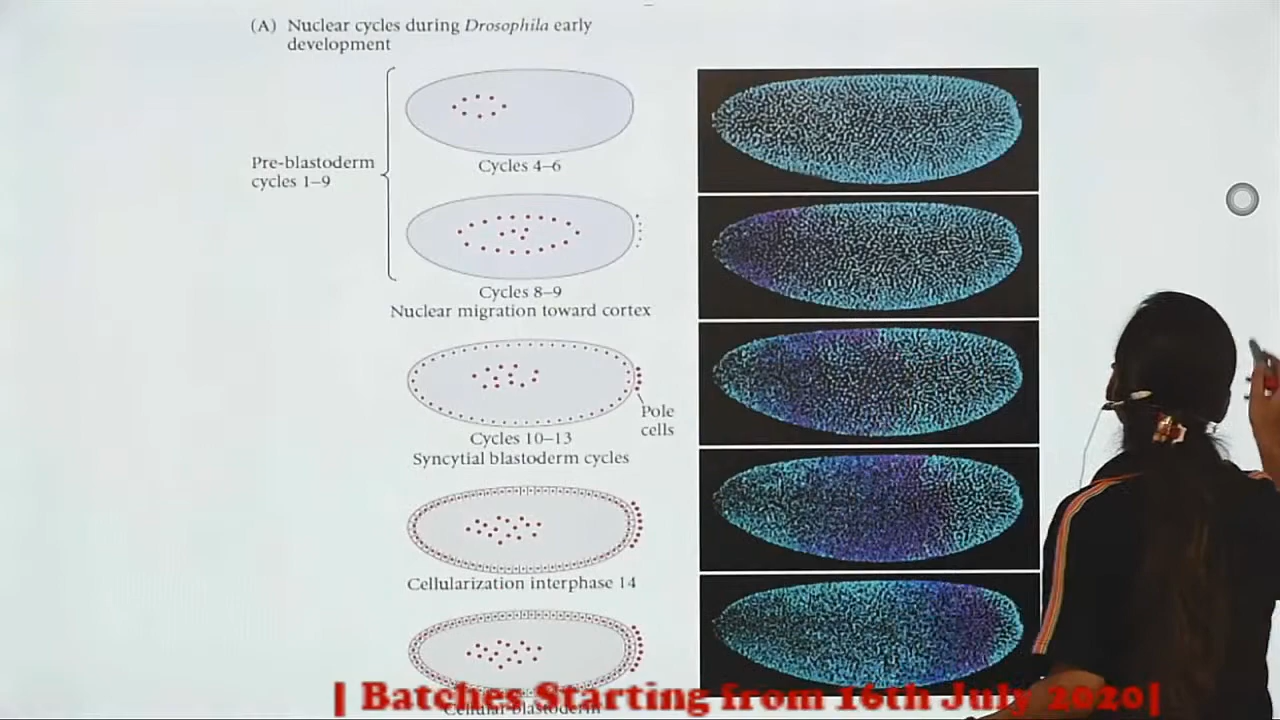 (A) Nuclear cycles during Drosophila early
development
Pre-blastoderm
cycles 1–9
Cycles 4–6
Cycles 8–9
Nuclear migration toward cortex
Pole
cells
Cycles 10–13
Syncytial blastoderm cycles
Cellularization interphase 14
Cellular blastoderm
| Batches Starting from 16th July 2020|